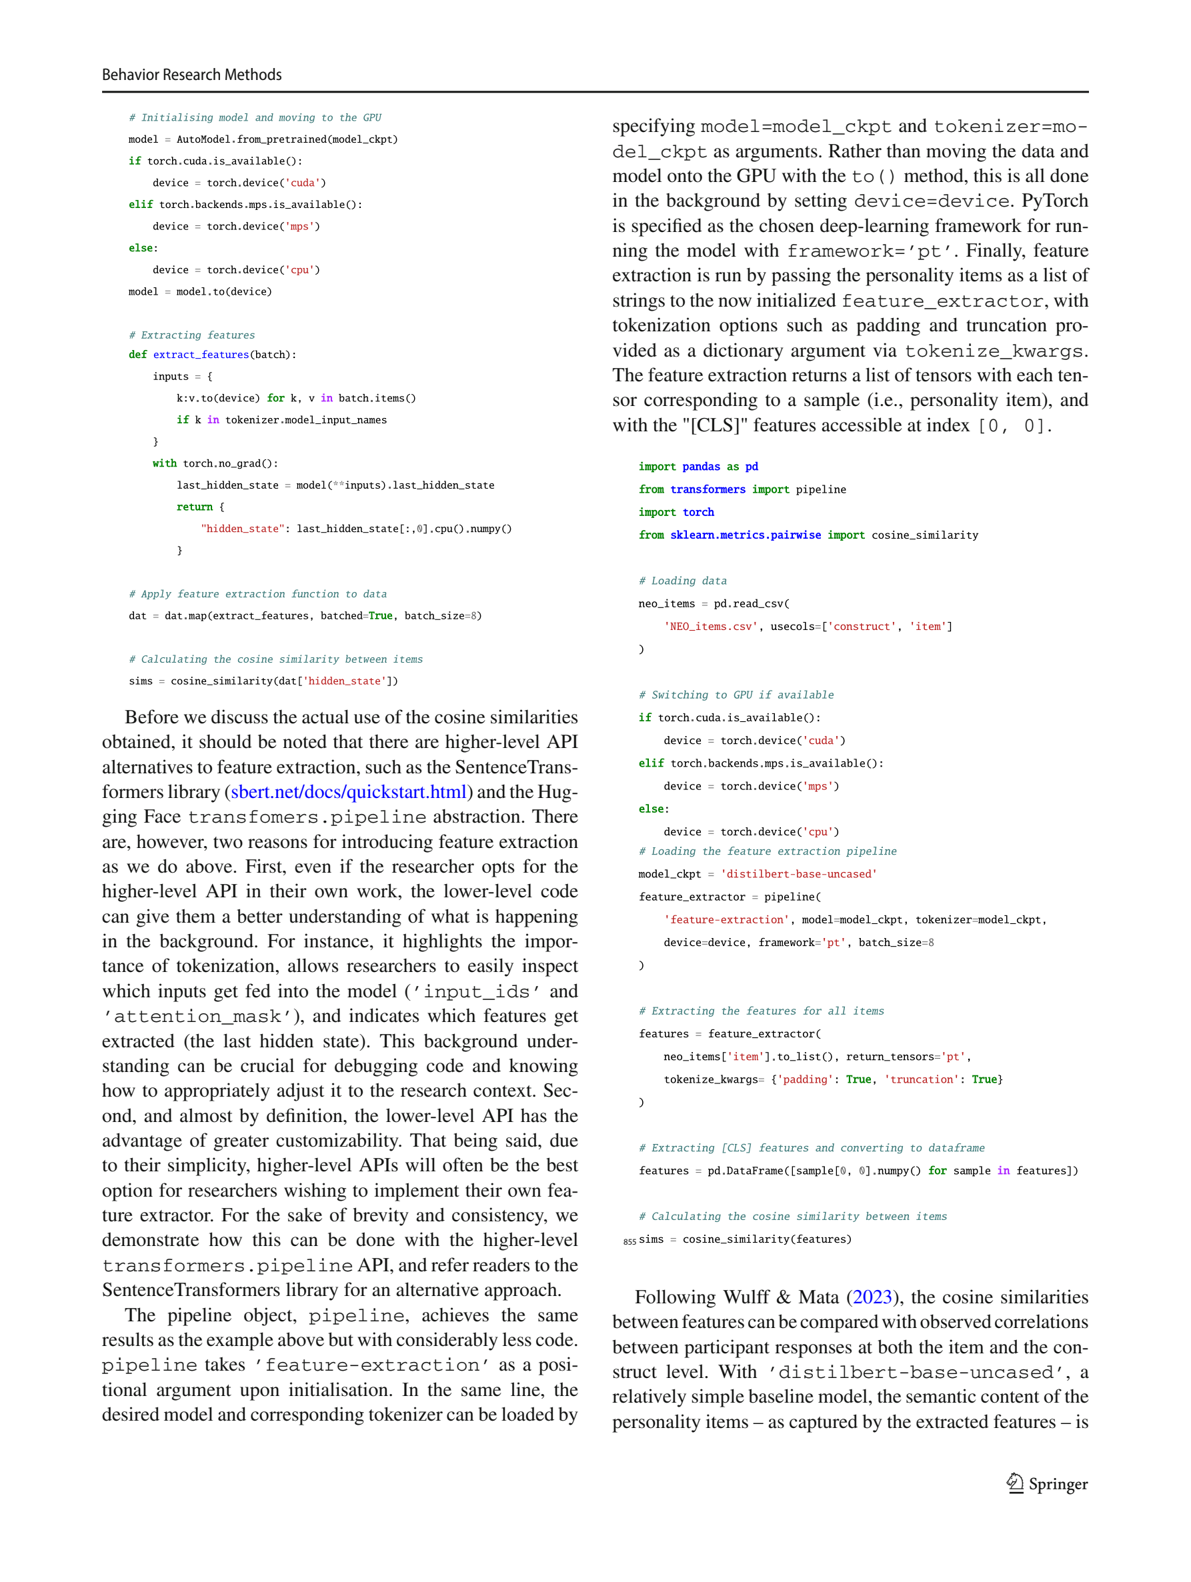 Behavior Research Methods
# Initialising model and moving to the GPU
model = AutoModel.from_pretrained(model_ckpt)
if torch.cuda.is_available():
    device = torch.device('cuda')
elif torch.backends.mps.is_available():
    device = torch.device('mps')
else:
    device = torch.device('cpu')
model = model.to(device)
# Extracting features
def extract_features(batch):
    inputs = {
        k:v.to(device) for k, v in batch.items()
        if k in tokenizer.model_input_names
    }
    with torch.no_grad():
        last_hidden_state = model(**inputs).last_hidden_state
        return {
            "hidden_state": last_hidden_state[:,0].cpu().numpy()
        }
# Apply feature extraction function to data
dat = dat.map(extract_features, batched=True, batch_size=8)
# Calculating the cosine similarity between items
sims = cosine_similarity(dat['hidden_state'])
Before we discuss the actual use of the cosine similarities
obtained, it should be noted that there are higher-level API
alternatives to feature extraction, such as the SentenceTrans-
formers library (sbert.net/docs/quickstart.html) and the Hug-
ging Face transfomers.pipeline abstraction. There
are, however, two reasons for introducing feature extraction
as we do above. First, even if the researcher opts for the
higher-level API in their own work, the lower-level code
can give them a better understanding of what is happening
in the background. For instance, it highlights the impor-
tance of tokenization, allows researchers to easily inspect
which inputs get fed into the model ('input_ids' and
'attention_mask'), and indicates which features get
extracted (the last hidden state). This background under-
standing can be crucial for debugging code and knowing
how to appropriately adjust it to the research context. Sec-
ond, and almost by definition, the lower-level API has the
advantage of greater customizability. That being said, due
to their simplicity, higher-level APIs will often be the best
option for researchers wishing to implement their own fea-
ture extractor. For the sake of brevity and consistency, we
demonstrate how this can be done with the higher-level
transformers.pipeline API, and refer readers to the
SentenceTransformers library for an alternative approach.
The pipeline object, pipeline, achieves the same
results as the example above but with considerably less code.
pipeline takes 'feature-extraction' as a posi-
tional argument upon initialisation. In the same line, the
desired model and corresponding tokenizer can be loaded by
specifying model=model_ckpt and tokenizer=mo-
del_ckpt as arguments. Rather than moving the data and
model onto the GPU with the to() method, this is all done
in the background by setting device=device. PyTorch
is specified as the chosen deep-learning framework for run-
ning the model with framework='pt'. Finally, feature
extraction is run by passing the personality items as a list of
strings to the now initialized feature_extractor, with
tokenization options such as padding and truncation pro-
vided as a dictionary argument via tokenize_kwargs.
The feature extraction returns a list of tensors with each ten-
sor corresponding to a sample (i.e., personality item), and
with the "[CLS]" features accessible at index [0, 0].
import pandas as pd
from transformers import pipeline
import torch
from sklearn.metrics.pairwise import cosine_similarity
# Loading data
neo_items = pd.read_csv(
    'NEO_items.csv', usecols=['construct', 'item']
)
# Switching to GPU if available
if torch.cuda.is_available():
    device = torch.device('cuda')
elif torch.backends.mps.is_available():
    device = torch.device('mps')
else:
    device = torch.device('cpu')
# Loading the feature extraction pipeline
model_ckpt = 'distilbert-base-uncased'
feature_extractor = pipeline(
    'feature-extraction', model=model_ckpt, tokenizer=model_ckpt,
    device=device, framework='pt', batch_size=8
)
# Extracting the features for all items
features = feature_extractor(
    neo_items['item'].to_list(), return_tensors='pt',
    tokenize_kwargs= {'padding': True, 'truncation': True}
)
# Extracting [CLS] features and converting to dataframe
features = pd.DataFrame([sample[0, 0].numpy() for sample in features])
# Calculating the cosine similarity between items
855 sims = cosine_similarity(features)
Following Wulff & Mata (2023), the cosine similarities
between features can be compared with observed correlations
between participant responses at both the item and the con-
struct level. With 'distilbert-base-uncased', a
relatively simple baseline model, the semantic content of the
personality items – as captured by the extracted features – is
Springer